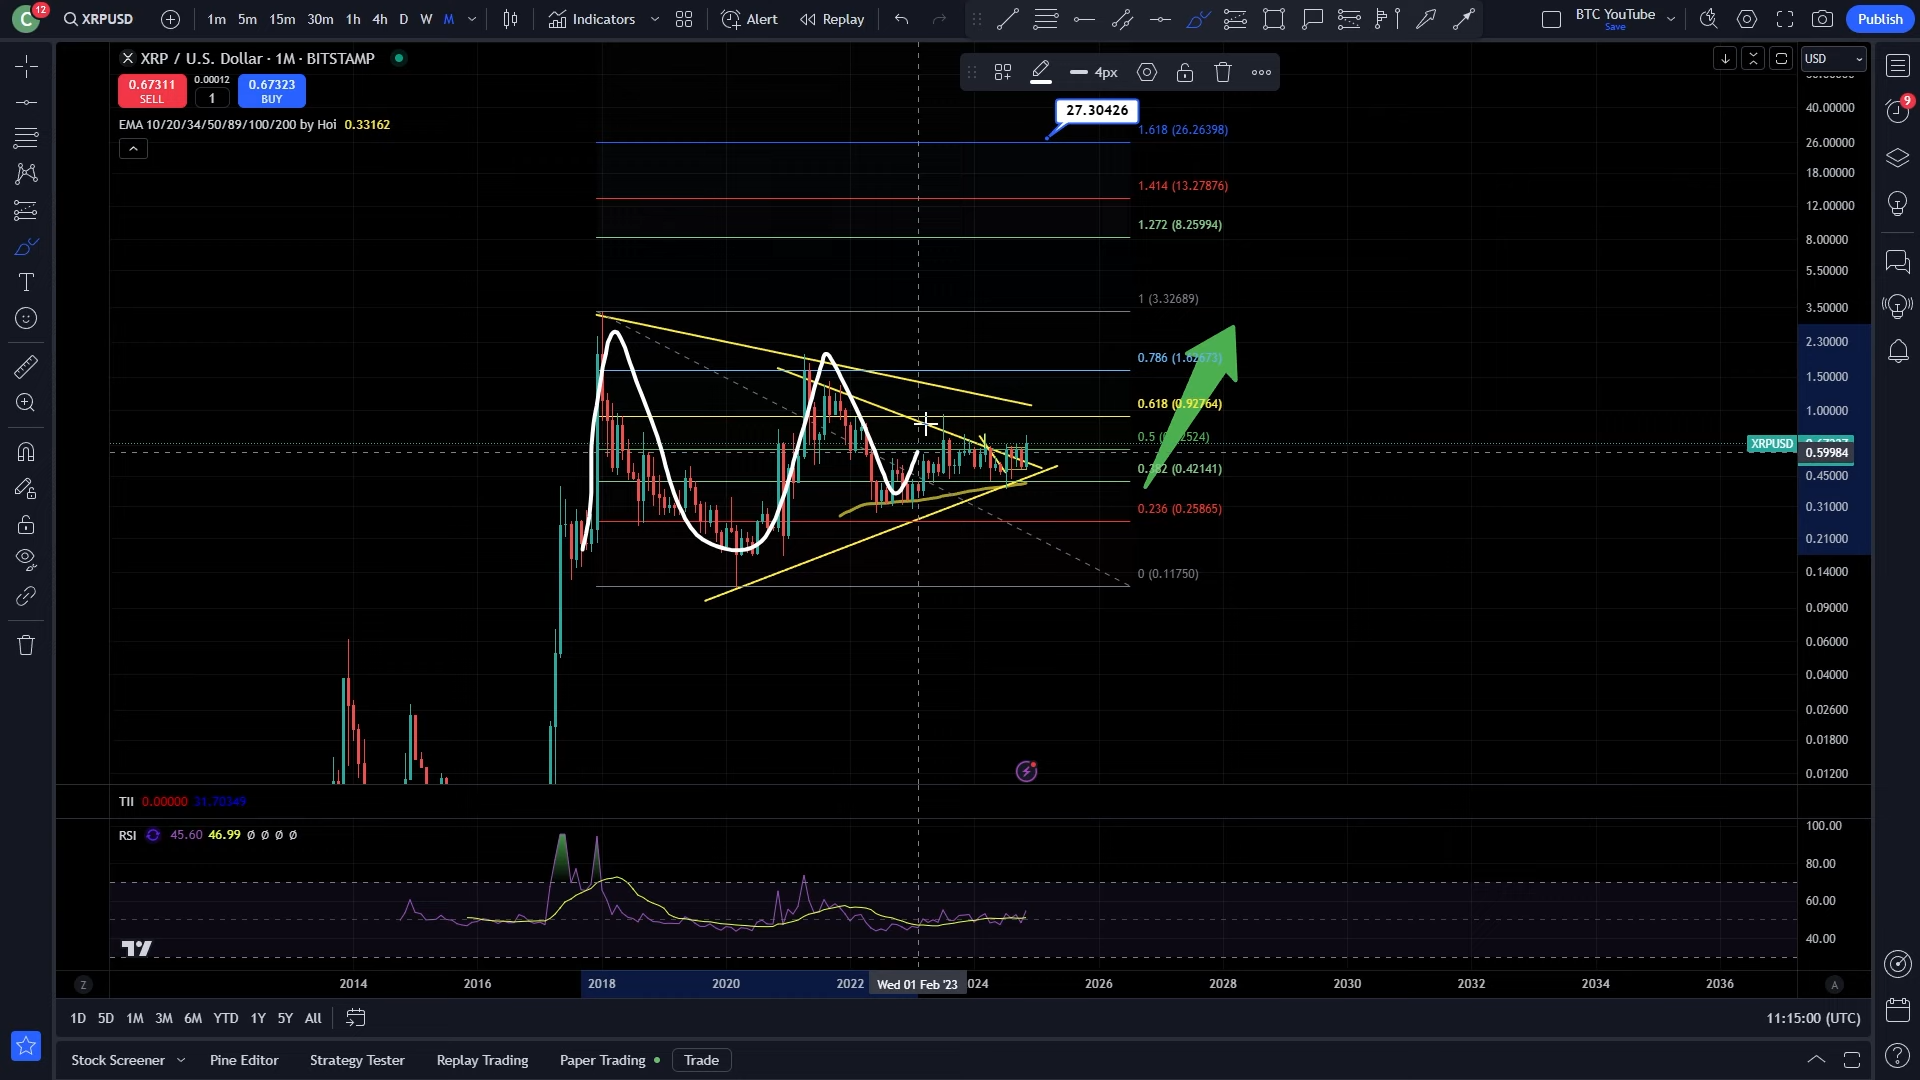 C 12 XRPUSD 1m 5m 15m 30m 1h 4h D W M Indicators Alert Replay BTC YouTube Save Publish
XRP / U.S. Dollar · 1M · BITSTAMP
0.67311 SELL
0.00012
1
0.67323 BUY
EMA 10/20/34/50/89/100/200 by Hoi 0.33162
4px
USD
27.30426
1.618 (26.26398)
1.414 (13.27876)
1.272 (8.25994)
1 (3.32689)
0.786 (1.62673)
0.618 (0.92764)
0.236 (0.25865)
0 (0.11750)
40.00000
26.00000
18.00000
12.00000
8.00000
5.50000
3.50000
2.30000
1.50000
1.00000
XRPUSD
0.59984
0.45000
0.31000
0.21000
0.14000
0.09000
0.06000
0.04000
0.02600
0.01800
0.01200
9
TII 0.00000 31.70349
RSI 45.60 46.99 ∅ ∅ ∅ ∅
100.00
80.00
60.00
40.00
Z 2014 2016 2018 2020 2022 Wed 01 Feb '23 024 2026 2028 2030 2032 2034 2036 A
1D 5D 1M 3M 6M YTD 1Y 5Y All 11:15:00 (UTC)
Stock Screener Pine Editor Strategy Tester Replay Trading Paper Trading Trade